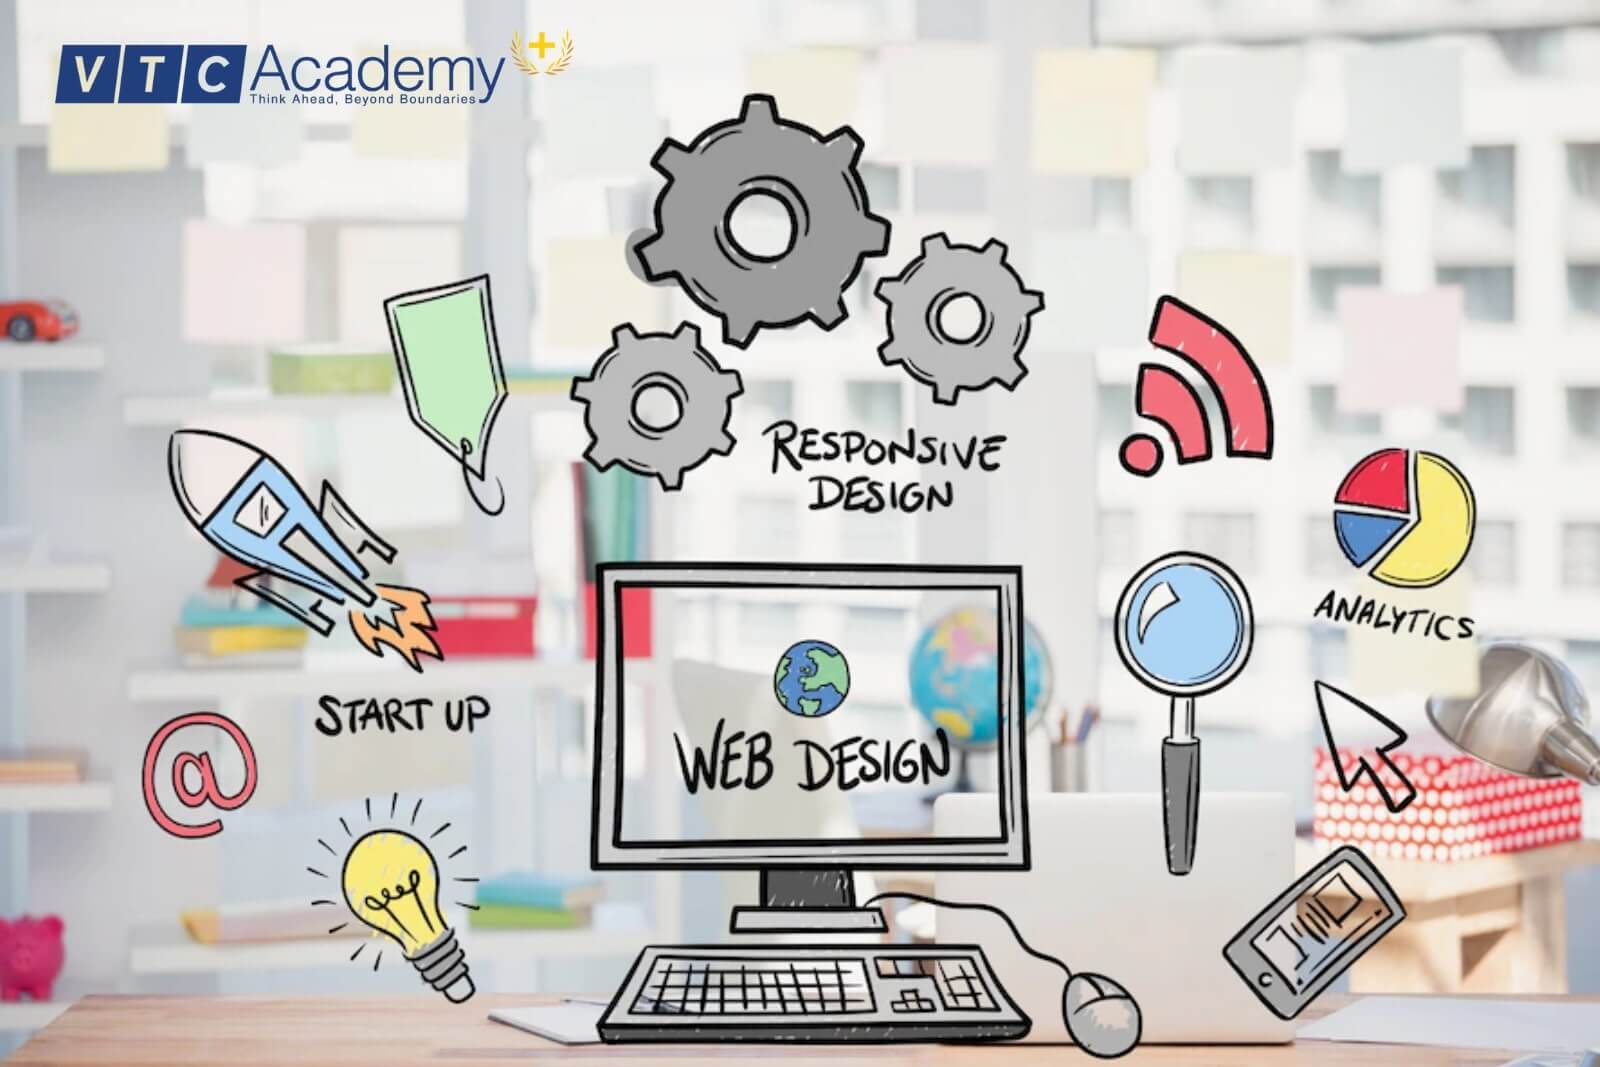 VTC Academy+
Think Ahead, Beyond Boundaries
RESPONSIVE
DESIGN
ANALYTICS
START UP
@
WEB DESIGN